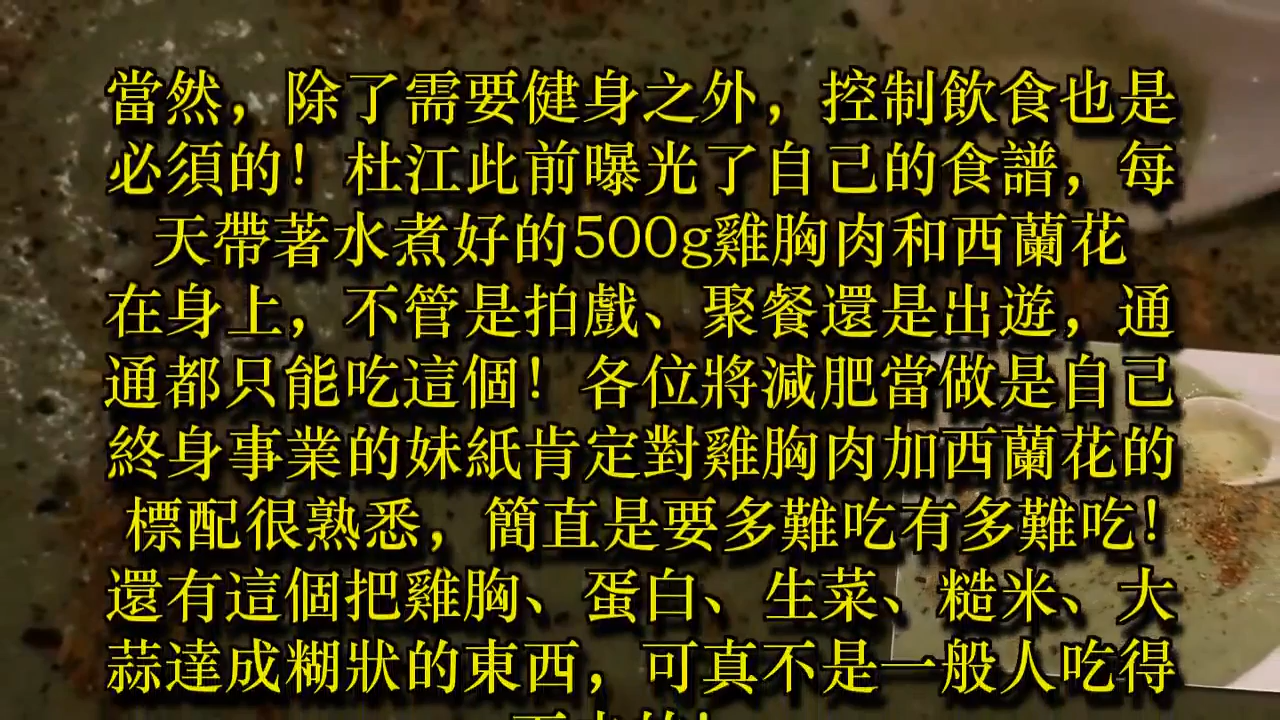 當然，除了需要健身之外，控制飲食也是
必須的！杜江此前曝光了自己的食譜，每
天帶著水煮好的500g雞胸肉和西蘭花
在身上，不管是拍戲、聚餐還是出遊，通
通都只能吃這個！各位將減肥當做是自己
終身事業的妹紙肯定對雞胸肉加西蘭花的
標配很熟悉，簡直是要多難吃有多難吃！
還有這個把雞胸、蛋白、生菜、糙米、大
蒜達成糊狀的東西，可真不是一般人吃得